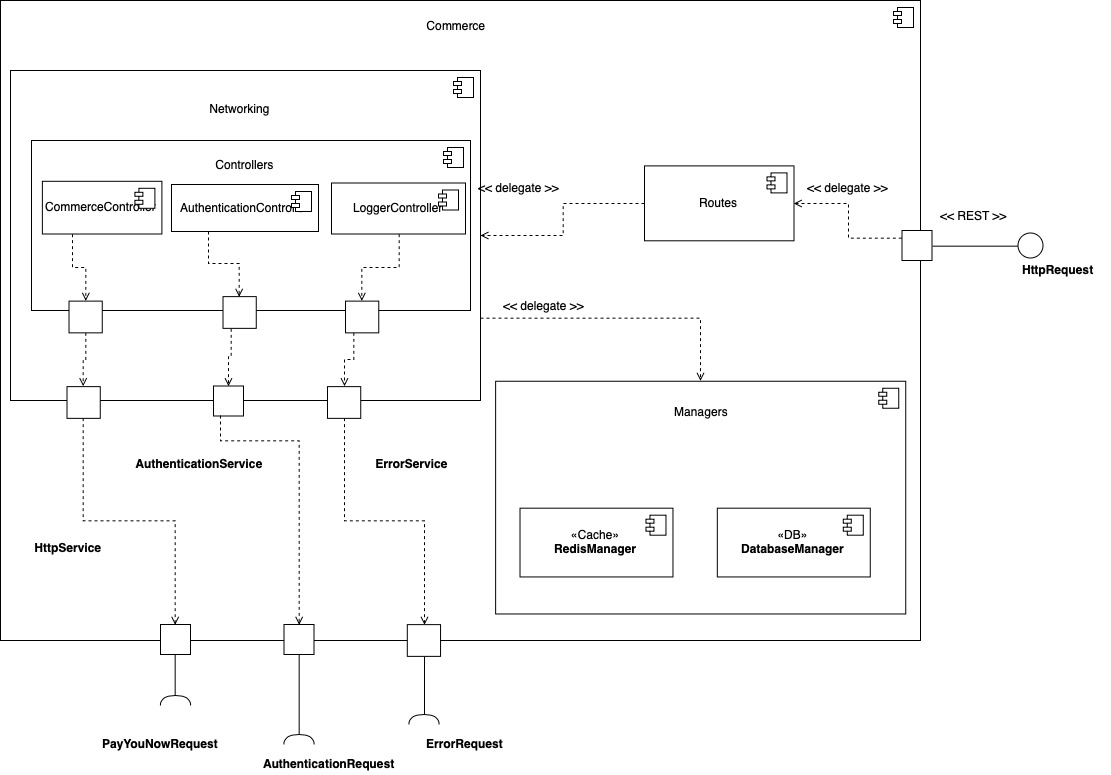 Commerce
Networking
Controllers
CommerceController
AuthenticationControl
LoggerController
<< delegate >>
Routes
<< delegate >>
<< REST >>
HttpRequest
<< delegate >>
Managers
AuthenticationService
ErrorService
«Cache»
RedisManager
«DB»
DatabaseManager
HttpService
PayYouNowRequest
ErrorRequest
AuthenticationRequest